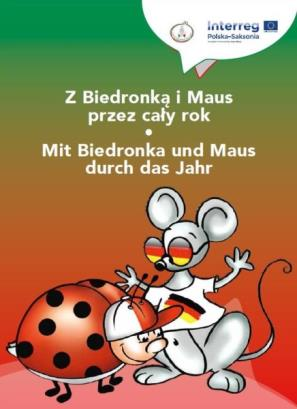 Interreg
Polska-Saksonia
Z Biedronką i Maus
przez cały rok
•
Mit Biedronka und Maus
durch das Jahr